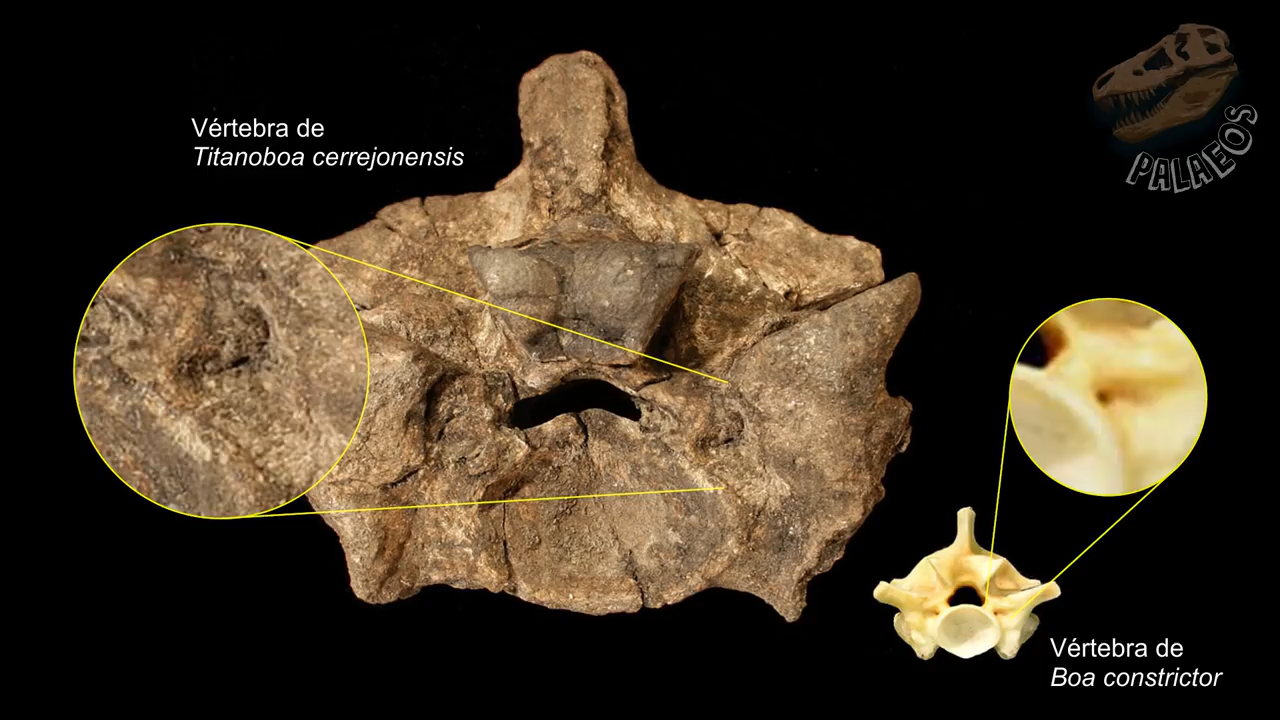 PALAEOS
Vértebra de
Titanoboa cerrejonensis
Vértebra de
Boa constrictor